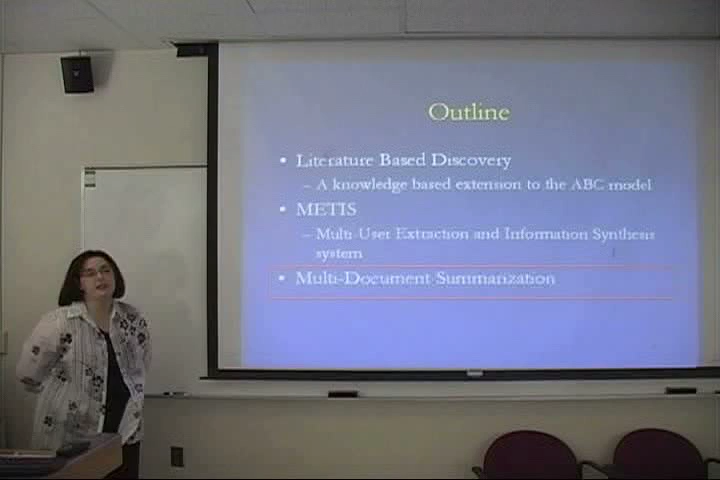 Outline
• Literature Based Discovery
– A knowledge based extension to the ABC model
• METIS
– Multi-User Extraction and Information Synthesis
system
• Multi-Document Summarization